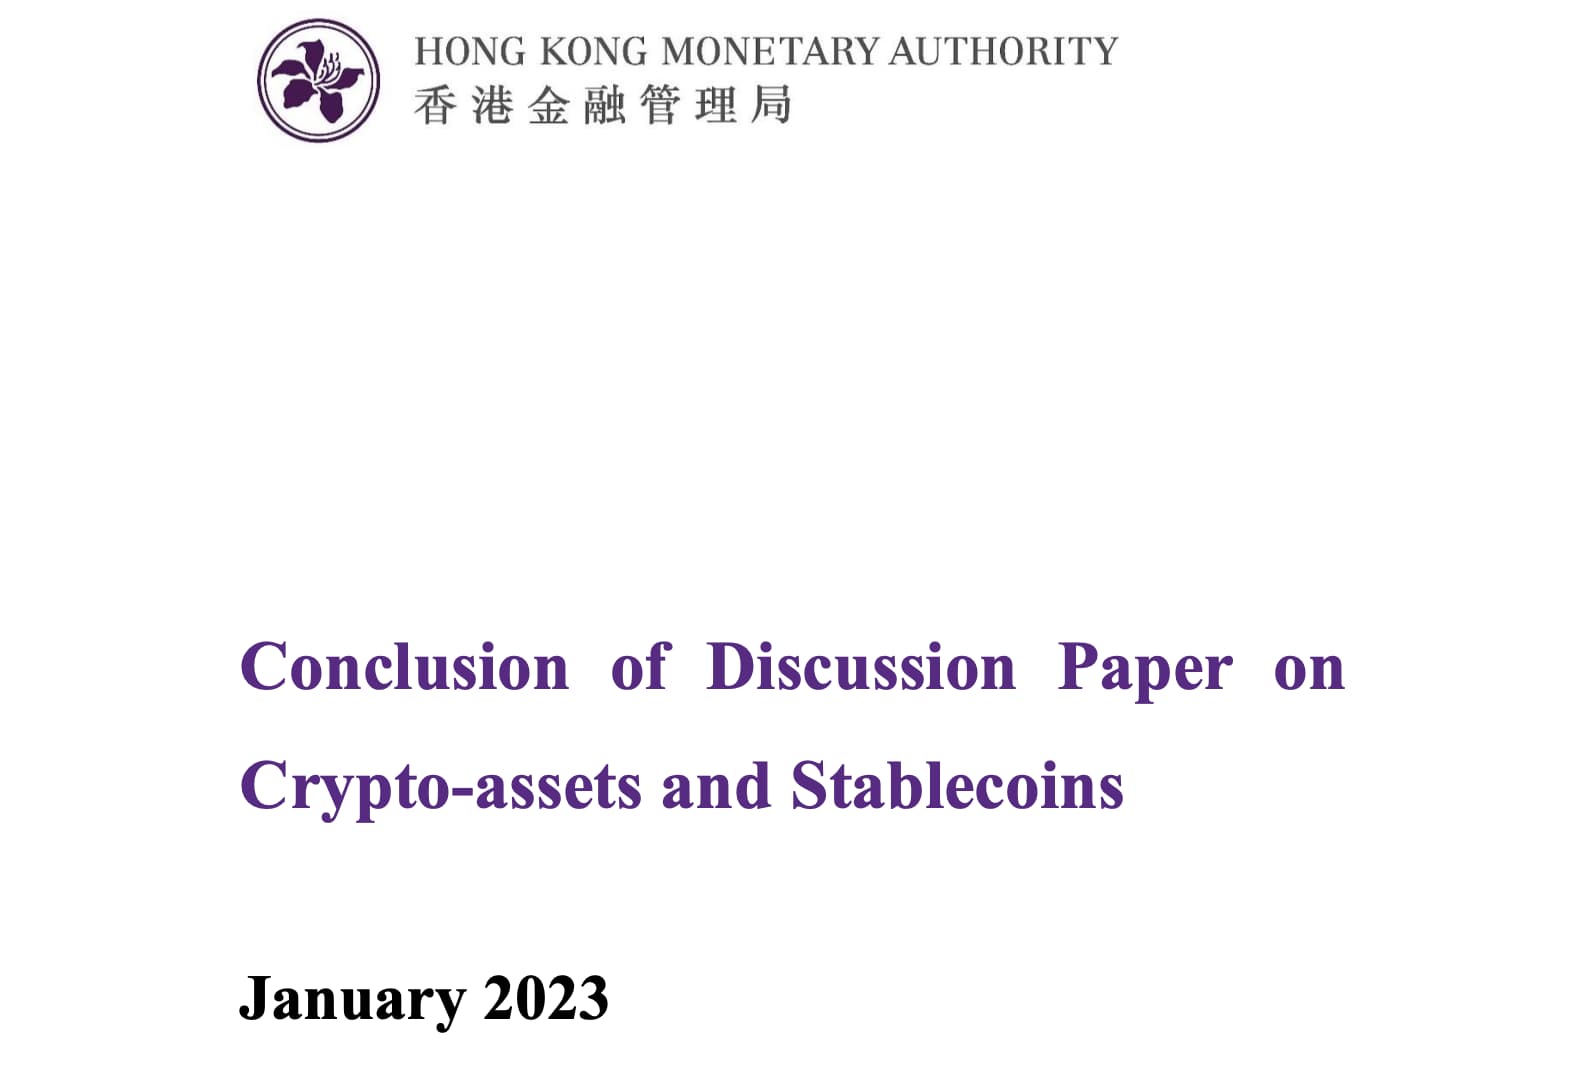 HONG KONG MONETARY AUTHORITY
香港金融管理局
Conclusion of Discussion Paper on
Crypto-assets and Stablecoins
January 2023